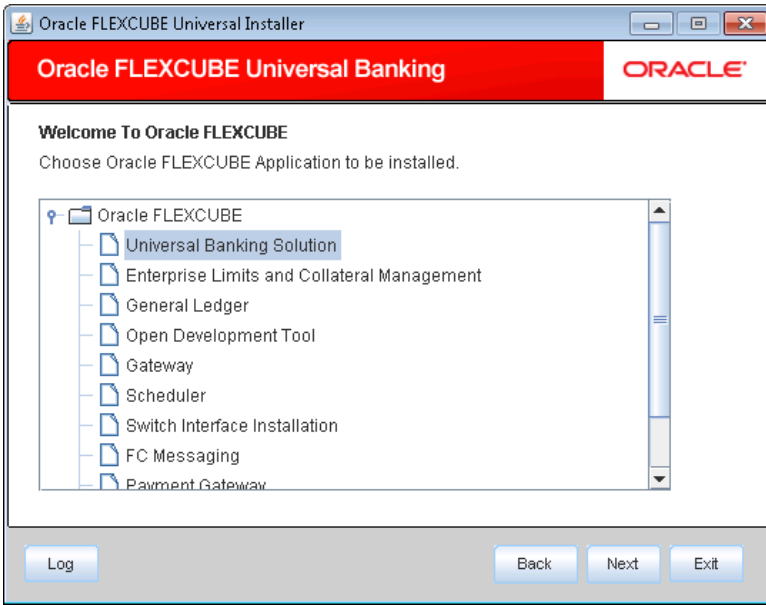 Oracle FLEXCUBE Universal Installer
Oracle FLEXCUBE Universal Banking
ORACLE
Welcome To Oracle FLEXCUBE
Choose Oracle FLEXCUBE Application to be installed.
Oracle FLEXCUBE
Universal Banking Solution
Enterprise Limits and Collateral Management
General Ledger
Open Development Tool
Gateway
Scheduler
Switch Interface Installation
FC Messaging
Payment Gateway
Log Back Next Exit